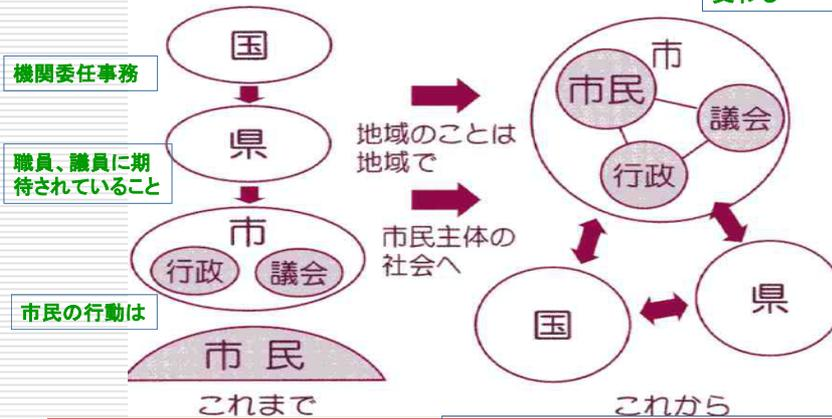 国
機関委任事務
県
職員、議員に期
待されていること
市
行政
議会
市民の行動は
市民
これまで
地域のことは
地域で
市民主体の
社会へ
市
市民
議会
行政
国
県
これから